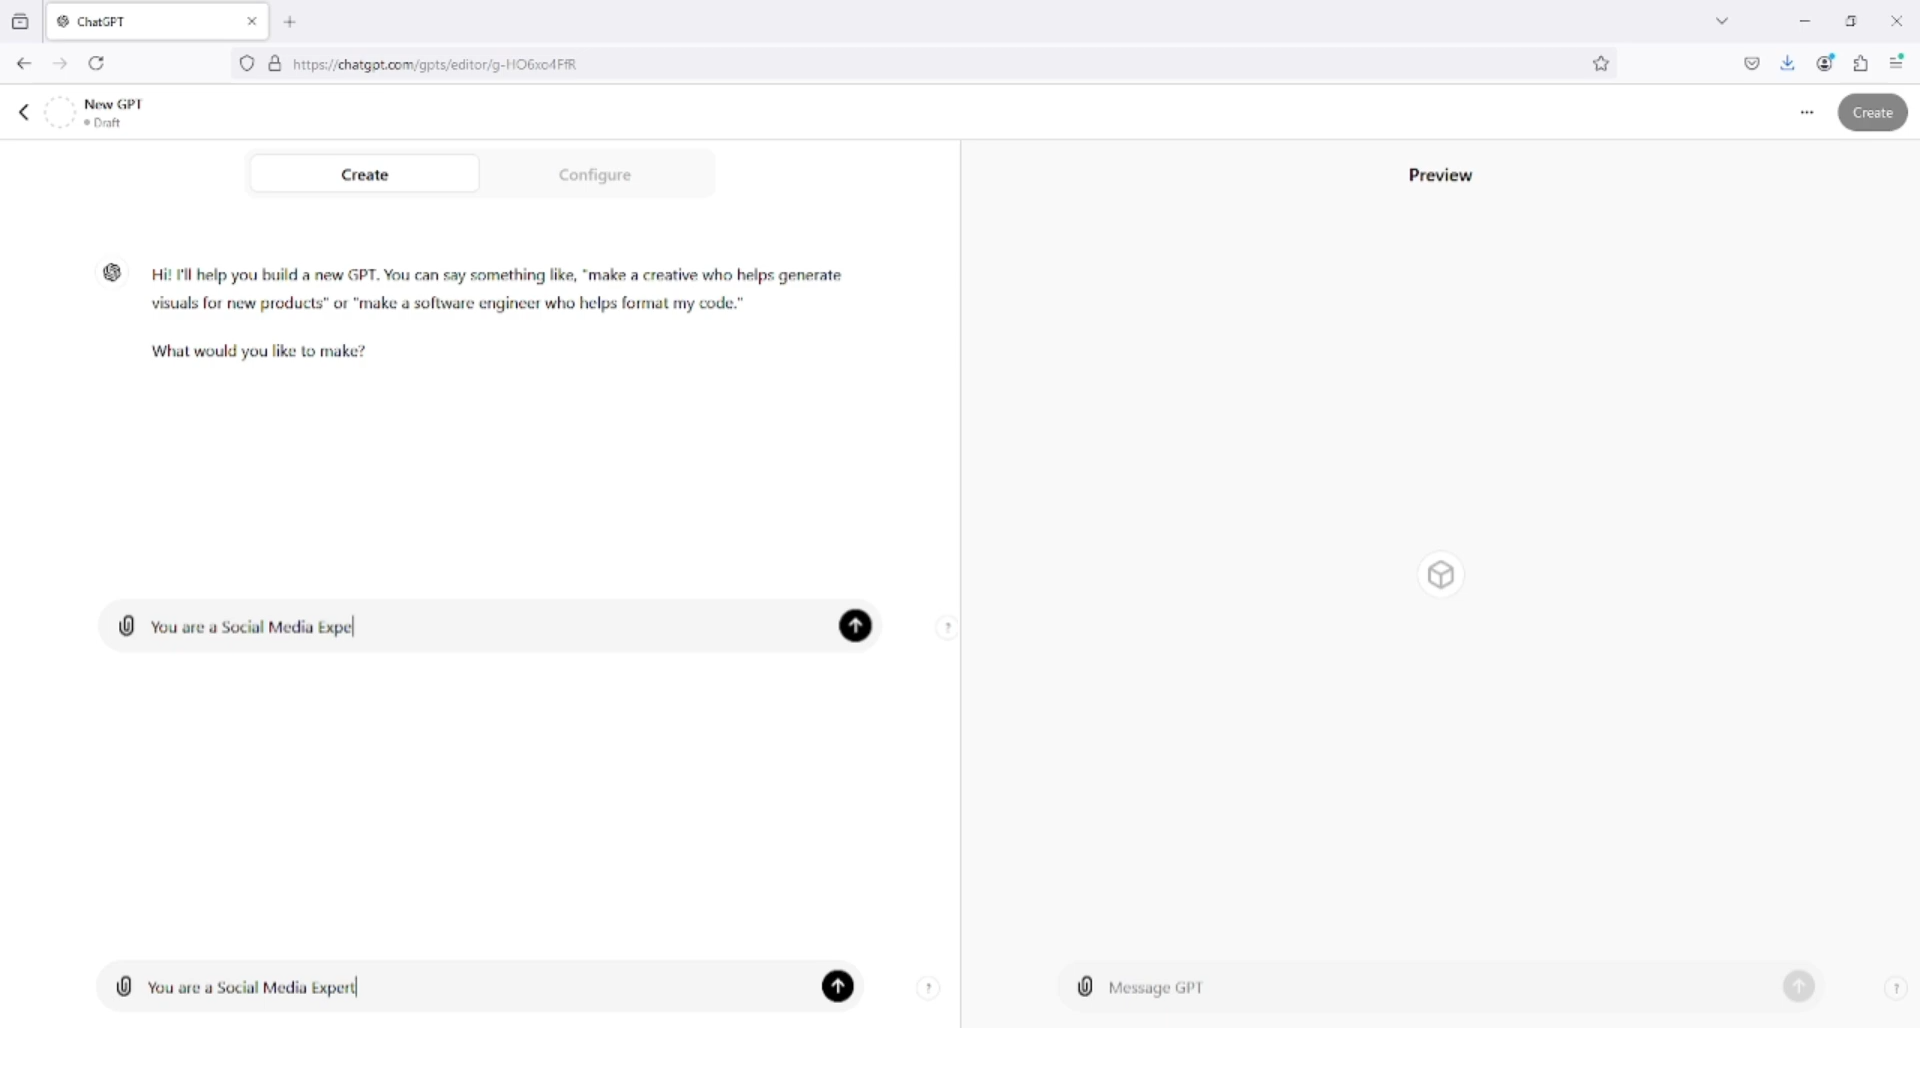 ChatGPT
https://chatgpt.com/gpts/editor/g-HO6xo4FfR
New GPT
Draft
Create
Create
Configure
Preview
Hi! I'll help you build a new GPT. You can say something like, "make a creative who helps generate
visuals for new products" or "make a software engineer who helps format my code."
What would you like to make?
You are a Social Media Expe
?
You are a Social Media Expert
?
Message GPT
?